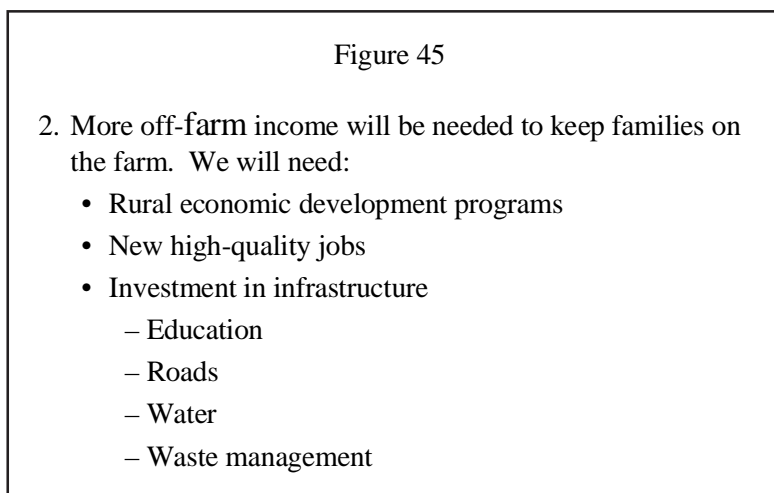 Figure 45
2. More off-farm income will be needed to keep families on
the farm. We will need:
• Rural economic development programs
• New high-quality jobs
• Investment in infrastructure
– Education
– Roads
– Water
– Waste management